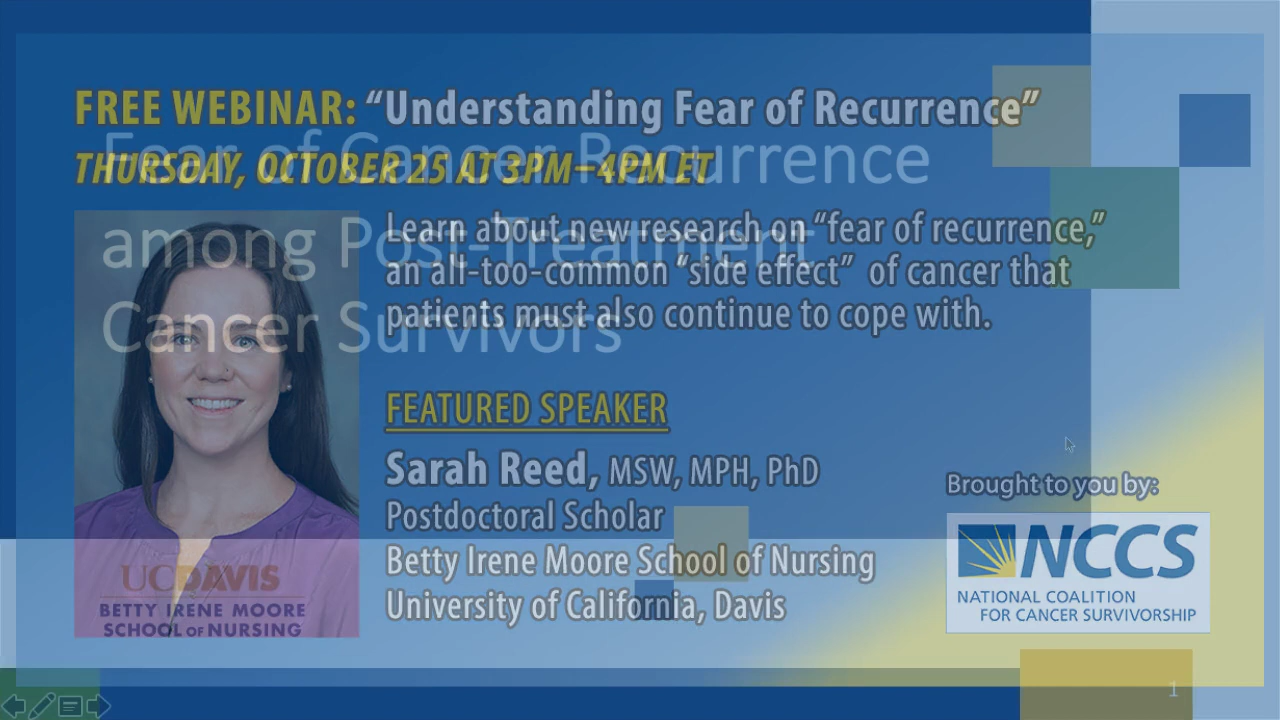 FREE WEBINAR: “Understanding Fear of Recurrence”
THURSDAY, OCTOBER 25 AT 3PM–4PM ET
Fear of Cancer Recurrence
among Post-Treatment
Cancer Survivors
Learn about new research on “fear of recurrence,”
an all-too-common “side effect” of cancer that
patients must also continue to cope with.
FEATURED SPEAKER
Sarah Reed, MSW, MPH, PhD
Postdoctoral Scholar
Betty Irene Moore School of Nursing
University of California, Davis
UCDAVIS
BETTY IRENE MOORE
SCHOOL OF NURSING
Brought to you by:
NCCS
NATIONAL COALITION
FOR CANCER SURVIVORSHIP
1